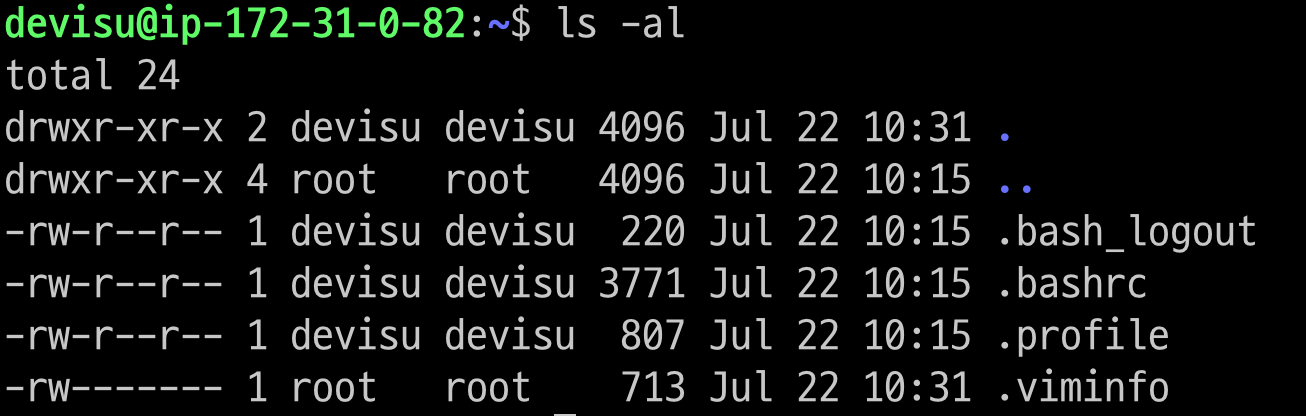 devisu@ip-172-31-0-82:~$ ls -al
total 24
drwxr-xr-x 2 devisu devisu 4096 Jul 22 10:31 .
drwxr-xr-x 4 root   root   4096 Jul 22 10:15 ..
-rw-r--r-- 1 devisu devisu  220 Jul 22 10:15 .bash_logout
-rw-r--r-- 1 devisu devisu 3771 Jul 22 10:15 .bashrc
-rw-r--r-- 1 devisu devisu  807 Jul 22 10:15 .profile
-rw------- 1 root   root    713 Jul 22 10:31 .viminfo